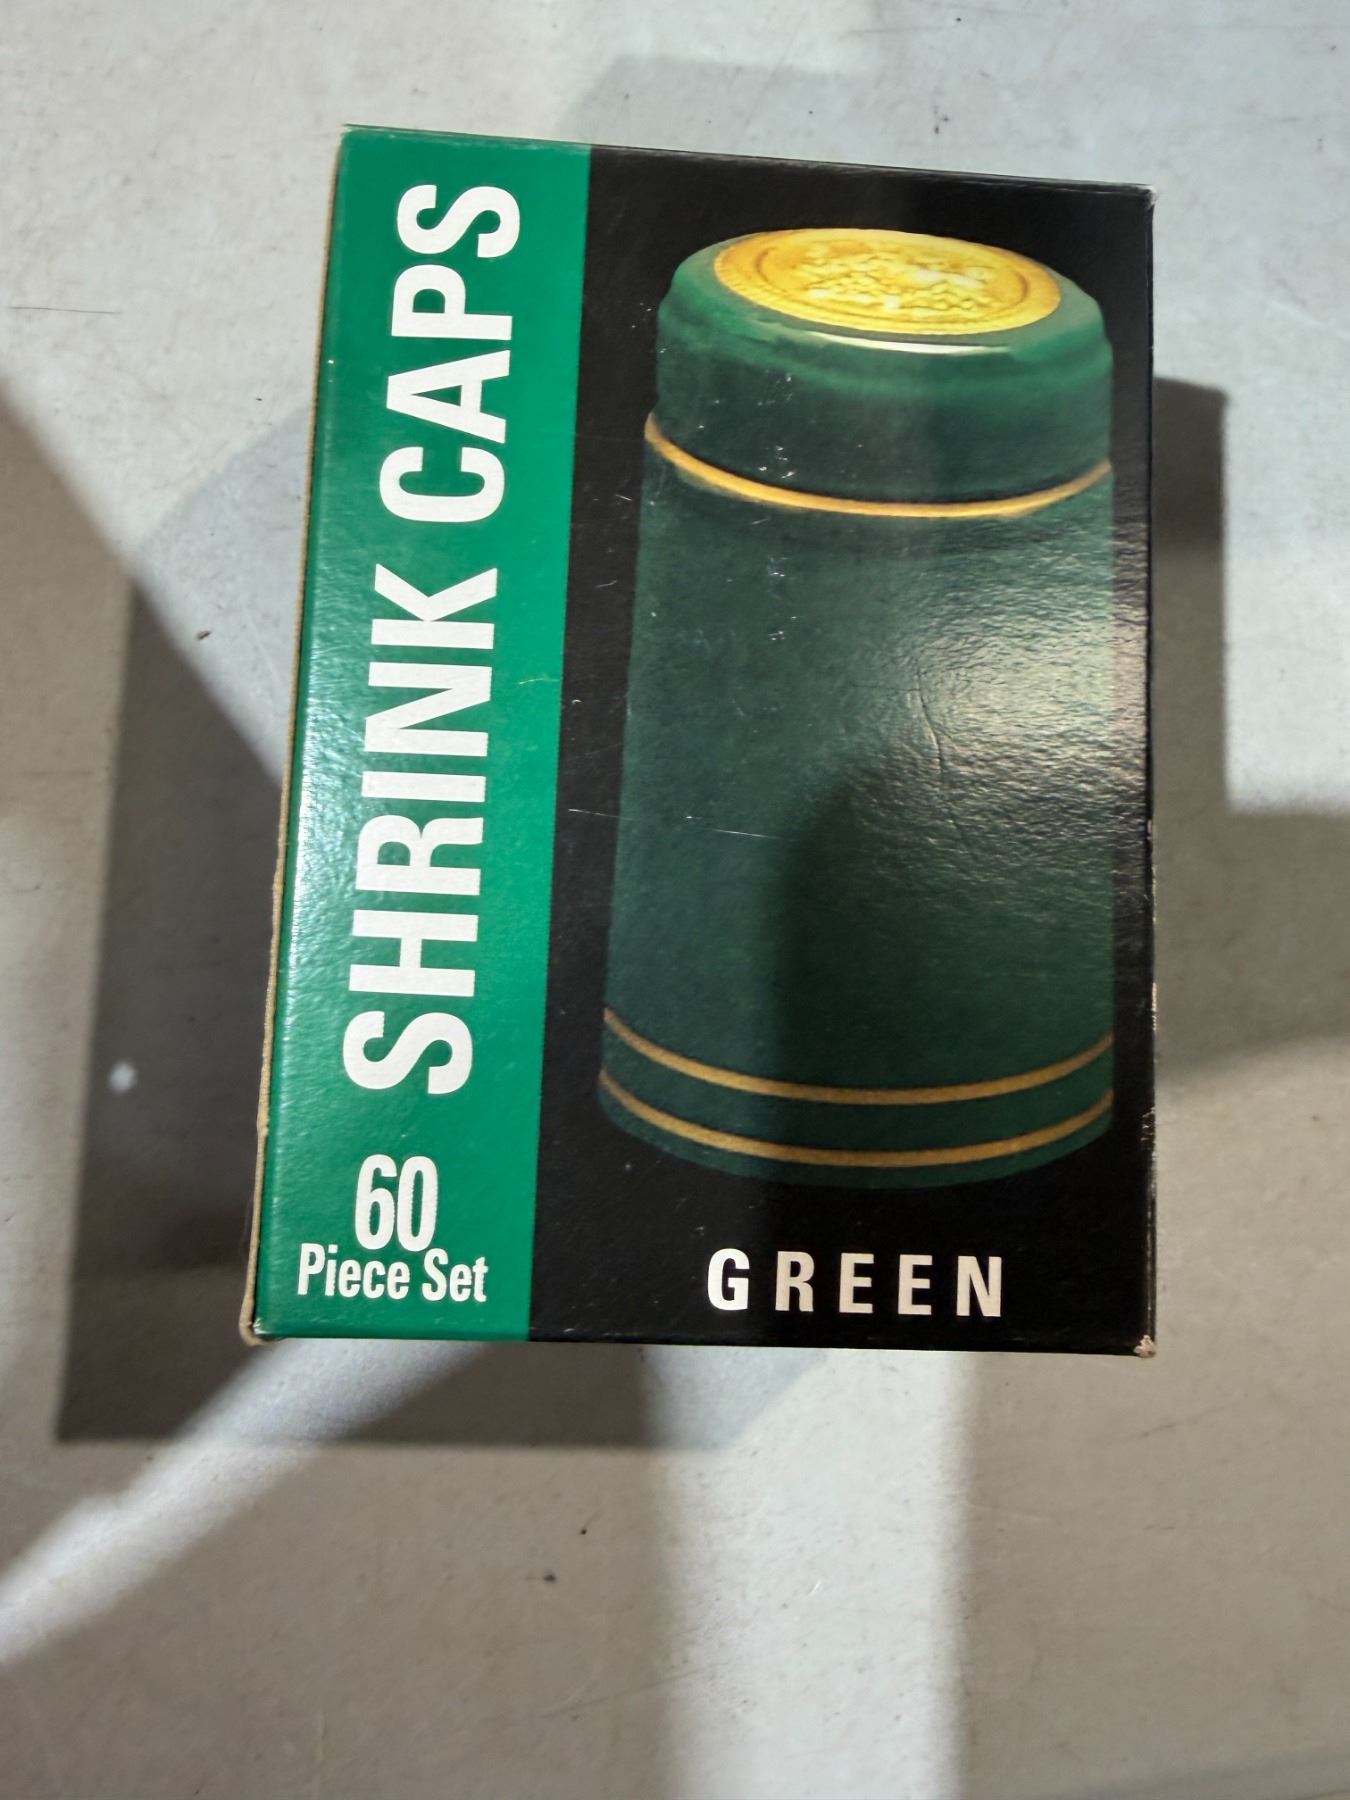 SHRINK CAPS
60
Piece Set
GREEN